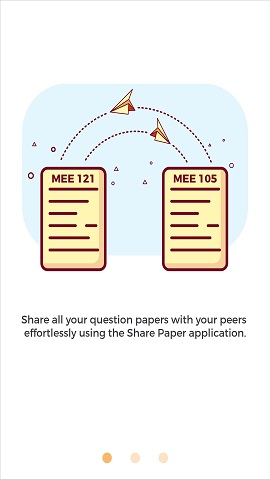 MEE 121 MEE 105
Share all your question papers with your peers
effortlessly using the Share Paper application.